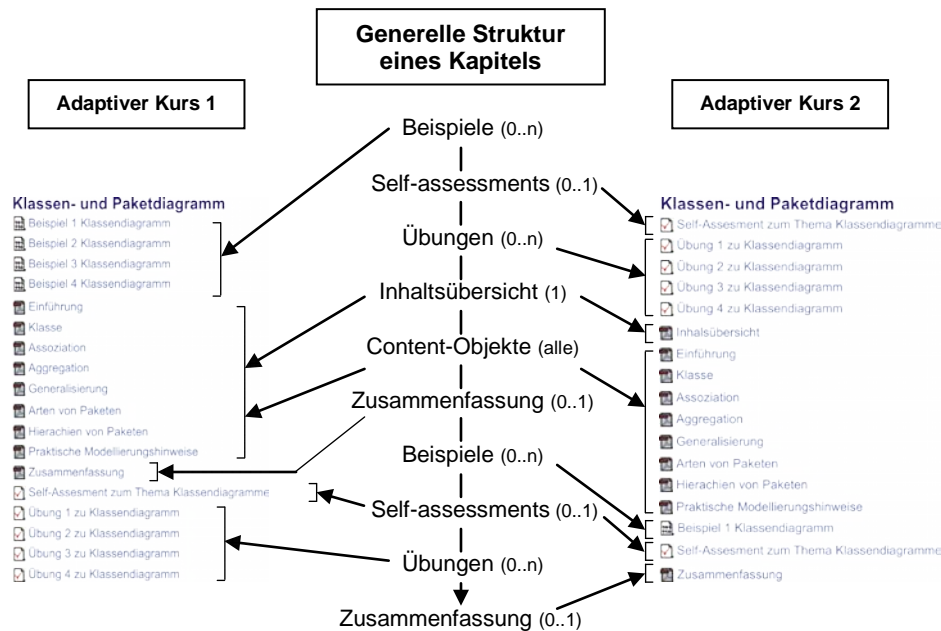 Generelle Struktur
eines Kapitels
Adaptiver Kurs 1
Klassen- und Paketdiagramm
Beispiel 1 Klassendiagramm
Beispiel 2 Klassendiagramm
Beispiel 3 Klassendiagramm
Beispiel 4 Klassendiagramm
Einführung
Klasse
Assoziation
Aggregation
Generalisierung
Arten von Paketen
Hierachien von Paketen
Praktische Modellierungshinweise
Zusammenfassung
Self-Assesment zum Thema Klassendiagramme
Übung 1 zu Klassendiagramm
Übung 2 zu Klassendiagramm
Übung 3 zu Klassendiagramm
Übung 4 zu Klassendiagramm
Beispiele (0..n)
Self-assessments (0..1)
Übungen (0..n)
Inhaltsübersicht (1)
Content-Objekte (alle)
Zusammenfassung (0..1)
Beispiele (0..n)
Self-assessments (0..1)
Übungen (0..n)
Zusammenfassung (0..1)
Adaptiver Kurs 2
Klassen- und Paketdiagramm
Self-Assesment zum Thema Klassendiagramme
Übung 1 zu Klassendiagramm
Übung 2 zu Klassendiagramm
Übung 3 zu Klassendiagramm
Übung 4 zu Klassendiagramm
Inhalsübersicht
Einführung
Klasse
Assoziation
Aggregation
Generalisierung
Arten von Paketen
Hierachien von Paketen
Praktische Modellierungshinweise
Beispiel 1 Klassendiagramm
Self-Assesment zum Thema Klassendiagramme
Zusammenfassung